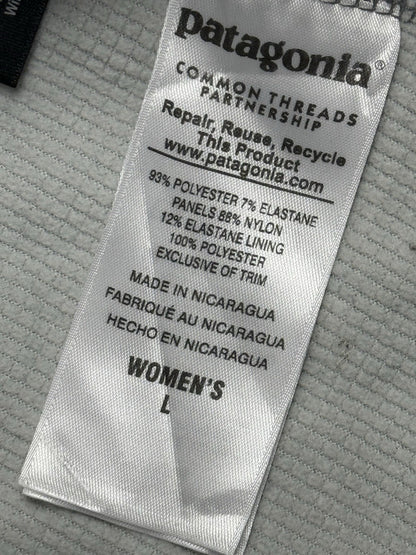 patagonia®
COMMON THREADS
PARTNERSHIP
Repair, Reuse, Recycle
This Product
www.patagonia.com
93% POLYESTER 7% ELASTANE
PANELS 88% NYLON
12% ELASTANE LINING
100% POLYESTER
EXCLUSIVE OF TRIM
MADE IN NICARAGUA
FABRIQUÉ AU NICARAGUA
HECHO EN NICARAGUA
WOMEN'S
L